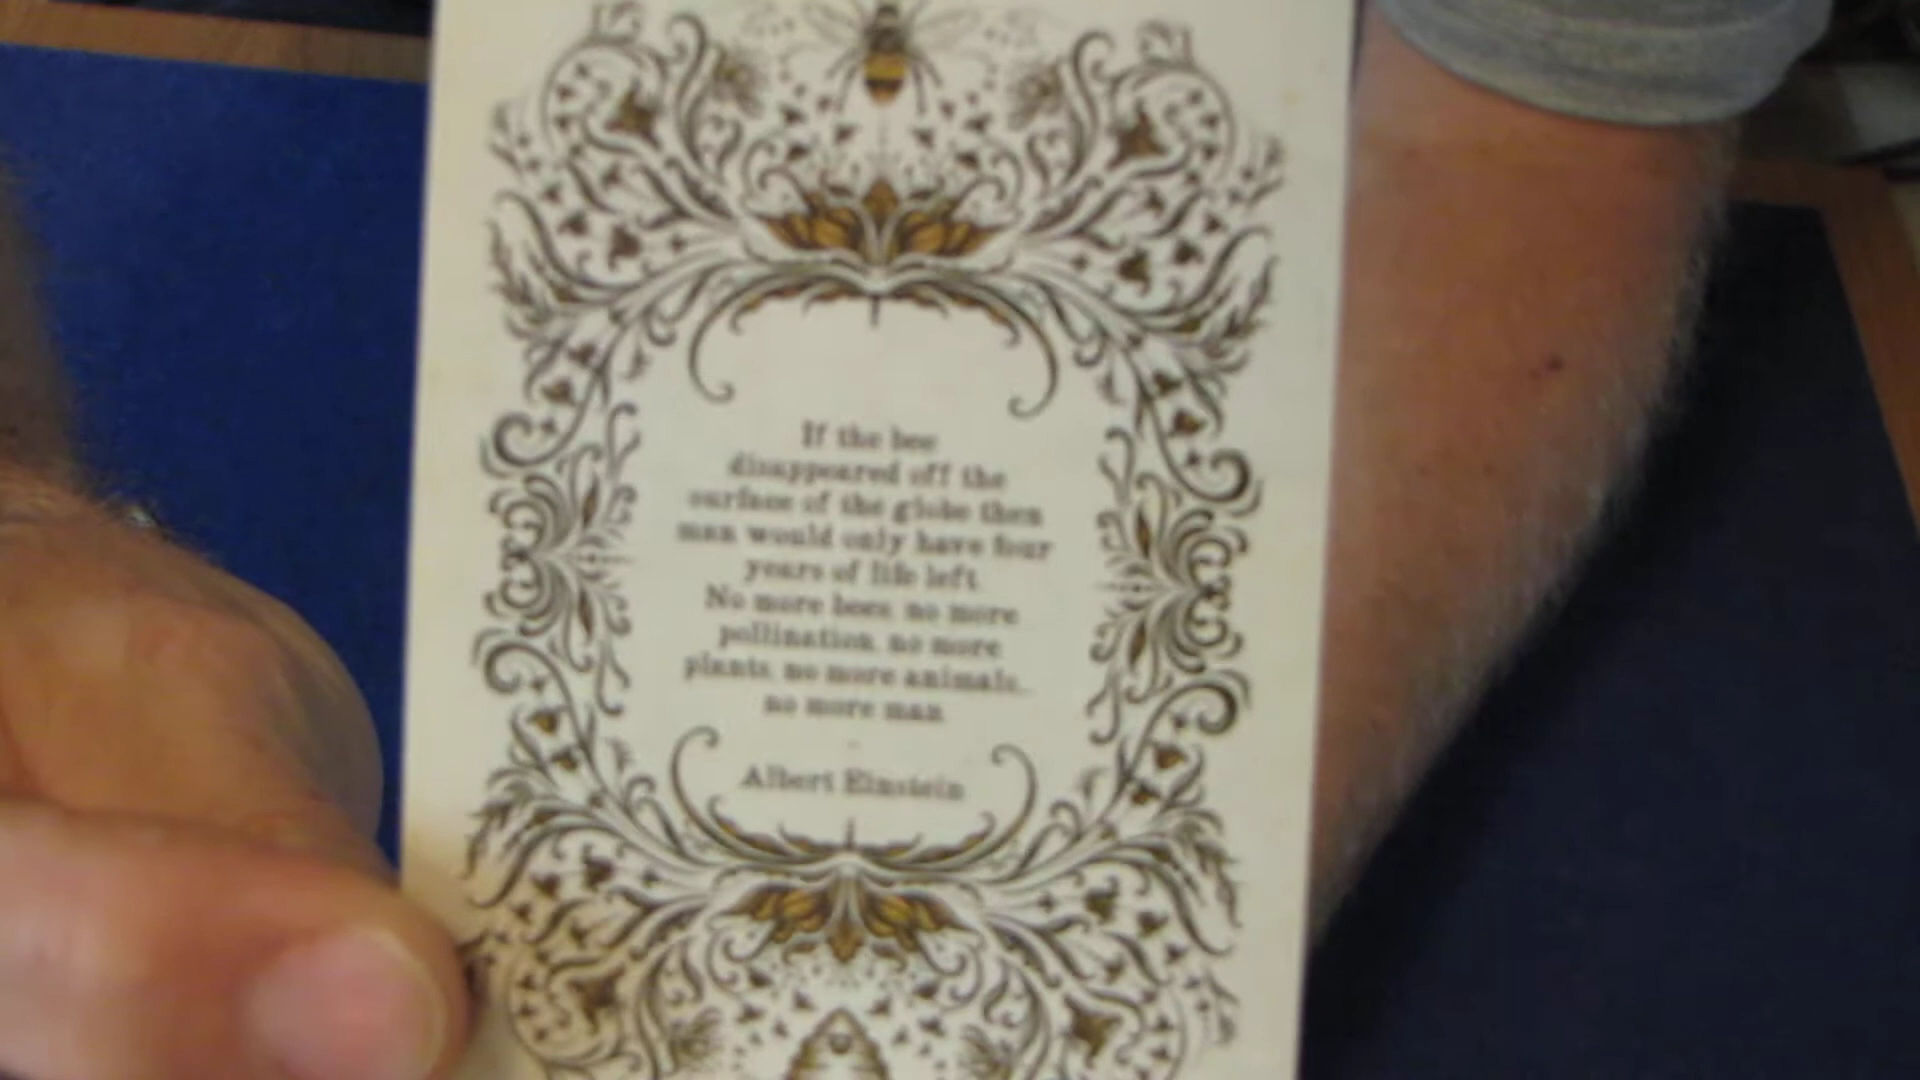 If the bee
disappeared off the
surface of the globe then
man would only have four
years of life left.
No more bees, no more
pollination, no more
plants, no more animals...
no more man
-
Albert Einstein